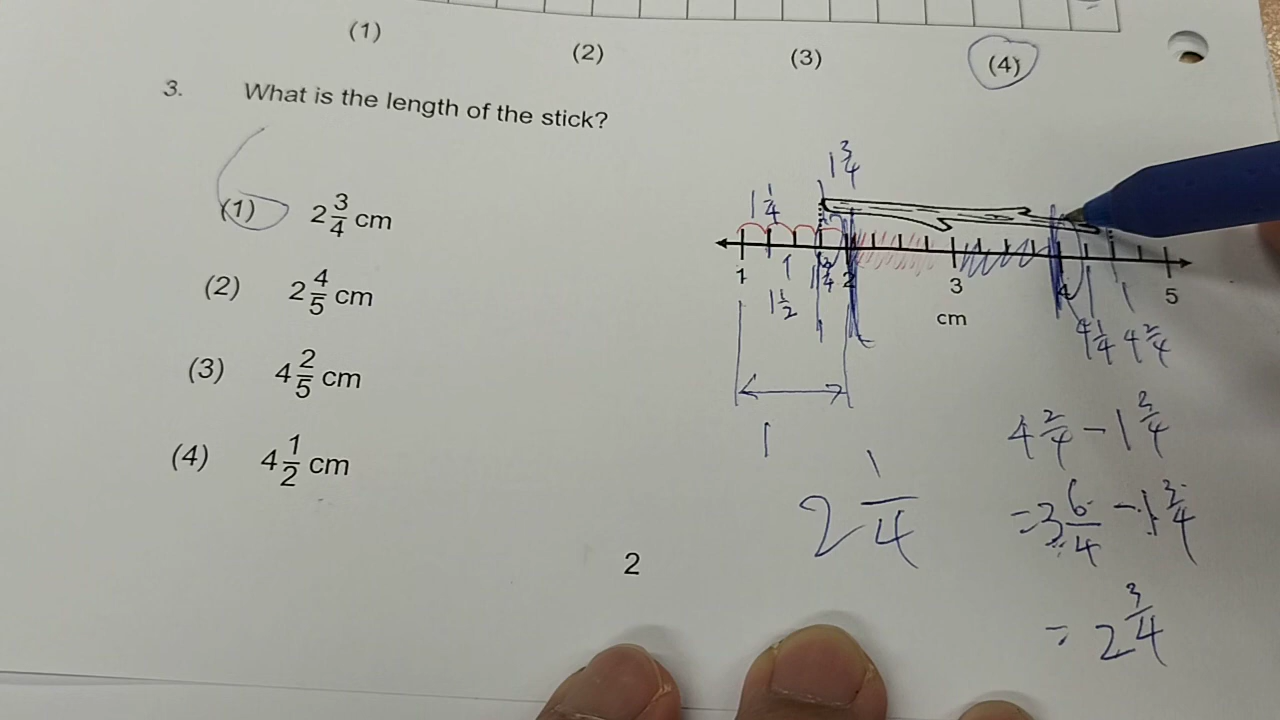 (1) (2) (3) (4)
3. What is the length of the stick?
(1) 2 3/4 cm
(2) 2 4/5 cm
(3) 4 2/5 cm
(4) 4 1/2 cm
1 3/4
1 1/4
1 2 3 4 5
1 1/2
cm
4 1/4 4 2/4
1
2 1/4
4 2/4 - 1 3/4
= 3 6/4 - 1 3/4
= 2 3/4
2